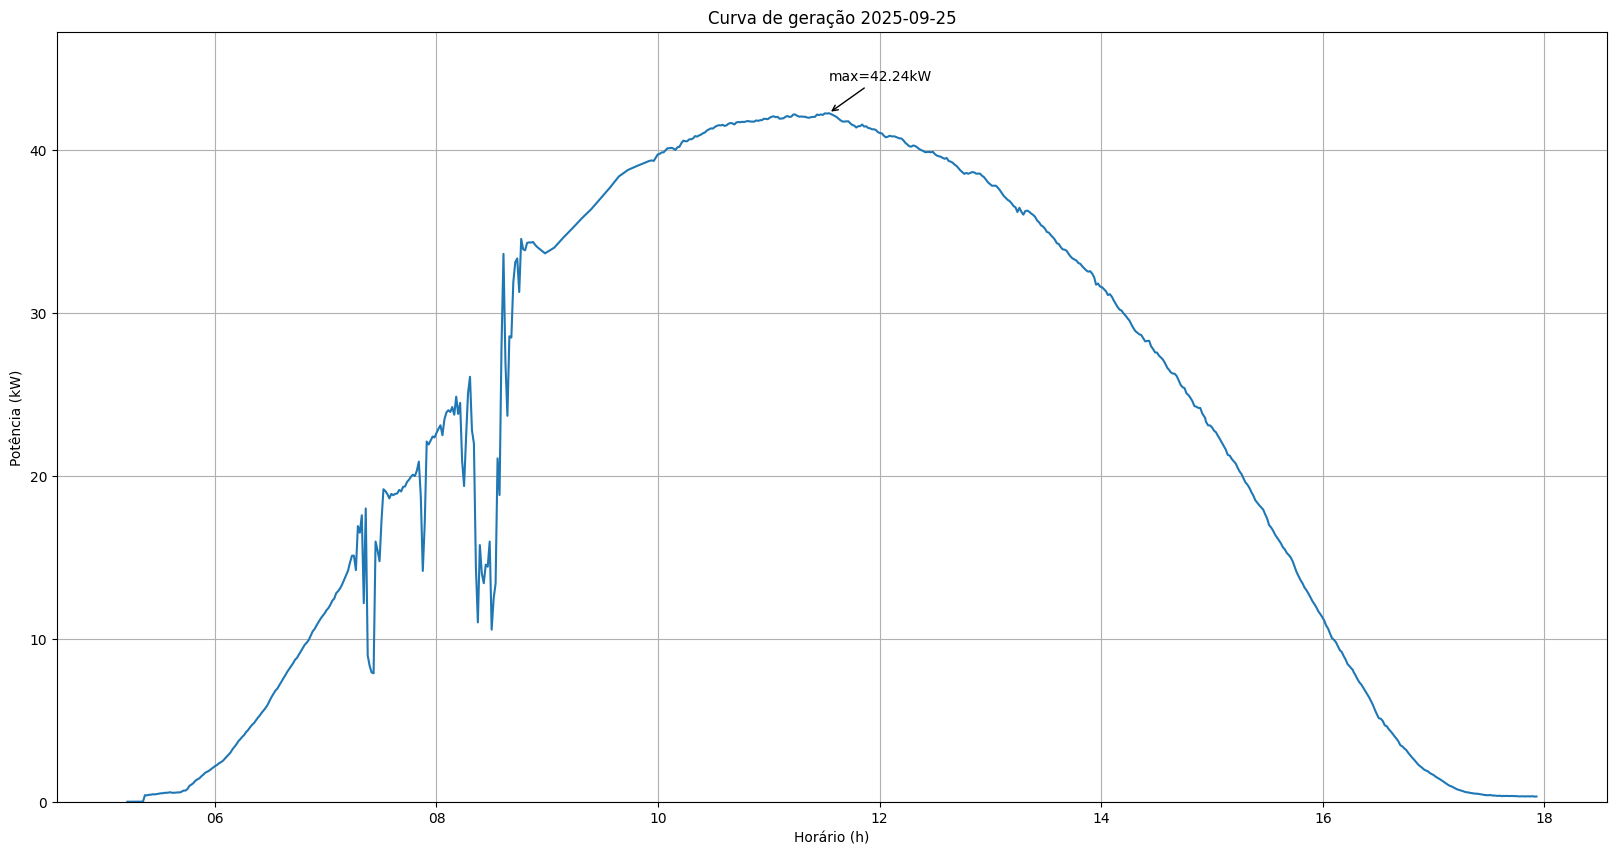 Curva de geração 2025-09-25
max=42.24kW
40
30
20
10
0
Potência (kW)
06 08 10 12 14 16 18
Horário (h)